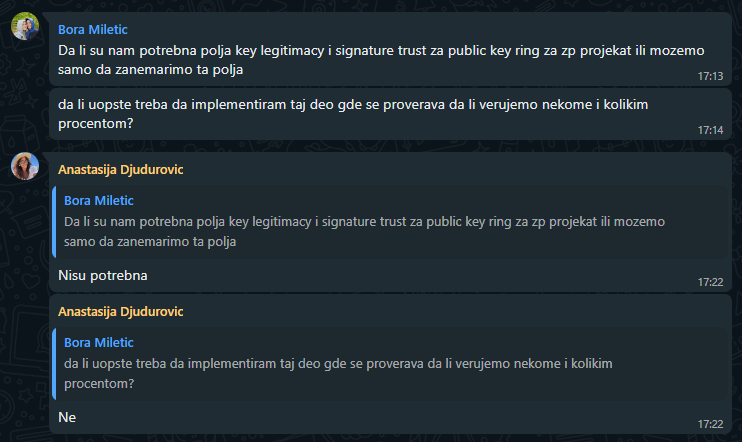 Bora Miletic
Da li su nam potrebna polja key legitimacy i signature trust za public key ring za zp projekat ili mozemo
samo da zanemarimo ta polja
17:13
da li uopste treba da implementiram taj deo gde se proverava da li verujemo nekome i kolikim
procentom?
17:14
Anastasija Djudurovic
Bora Miletic
Da li su nam potrebna polja key legitimacy i signature trust za public key ring za zp projekat ili mozemo
samo da zanemarimo ta polja
Nisu potrebna
17:22
Anastasija Djudurovic
Bora Miletic
da li uopste treba da implementiram taj deo gde se proverava da li verujemo nekome i kolikim
procentom?
Ne
17:22